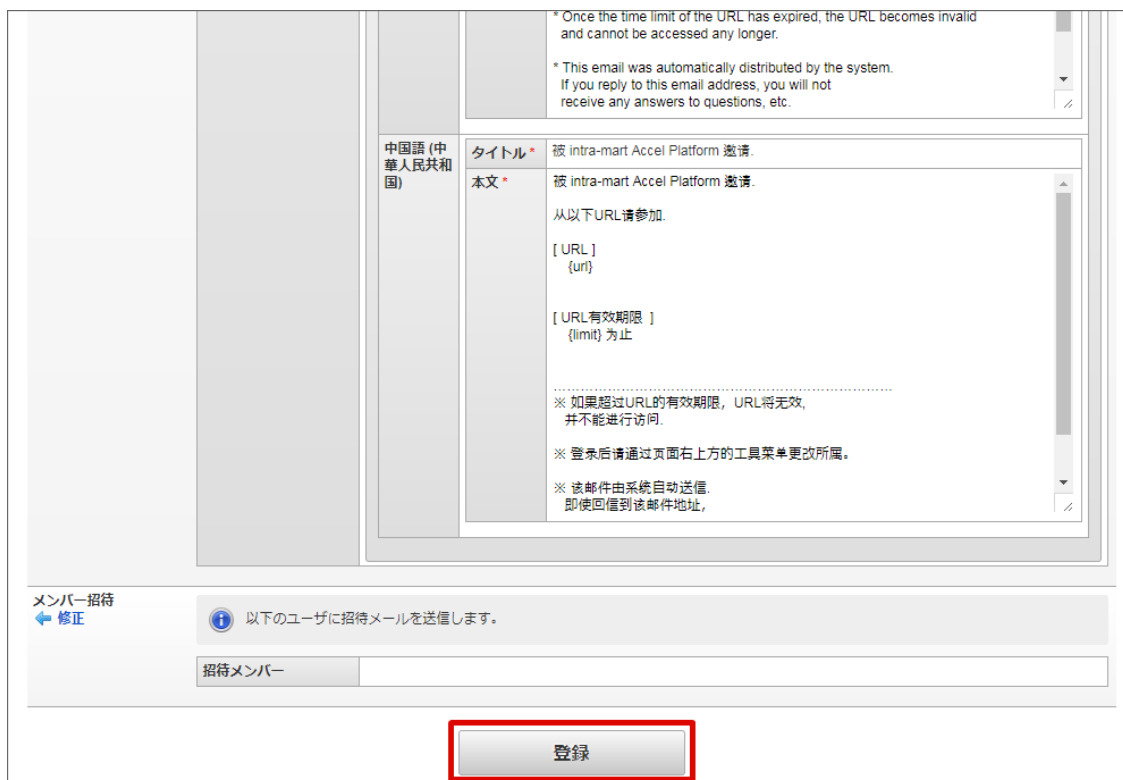 * Once the time limit of the URL has expired, the URL becomes invalid
and cannot be accessed any longer.
* This email was automatically distributed by the system.
If you reply to this email address, you will not
receive any answers to questions, etc.
中国語 (中
華人民共和
国)
タイトル *
被 intra-mart Accel Platform 邀请.
本文 *
被 intra-mart Accel Platform 邀请.
从以下URL请参加.
[ URL ]
{url}
[ URL有效期限 ]
{limit} 为止
……………………………………………………………
※ 如果超过URL的有效期限，URL将无效,
并不能进行访问.
※ 登录后请通过页面右上方的工具菜单更改所属。
※ 该邮件由系统自动送信.
即使回信到该邮件地址，
メンバー招待
修正
以下のユーザに招待メールを送信します。
招待メンバー
登録